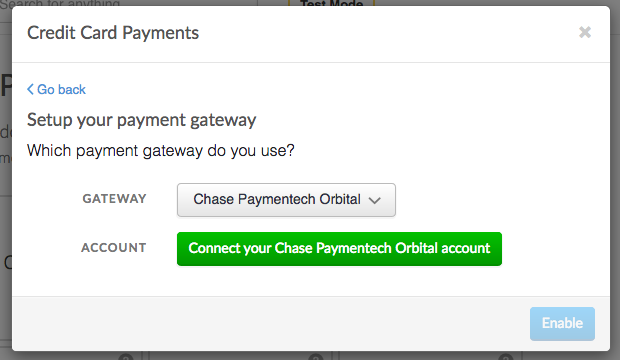 Search for anything
Test Mode
Credit Card Payments
×
Go back
Setup your payment gateway
Which payment gateway do you use?
GATEWAY Chase Paymentech Orbital
ACCOUNT Connect your Chase Paymentech Orbital account
Enable